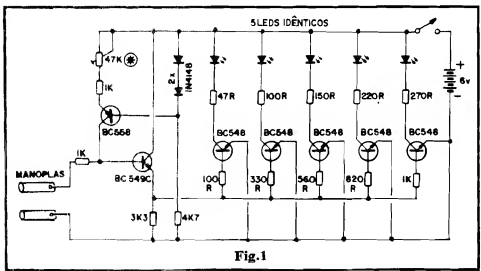 5 LEDS IDÊNTICOS
47K
2x
1N4148
1K
47R
100R
150R
220R
270R
+
6v
-
BC558
BC548
BC548
BC548
BC548
BC548
1K
MANOPLAS
BC549C
100
R
330
R
560
R
820
R
1K
3K3
4K7
Fig.1